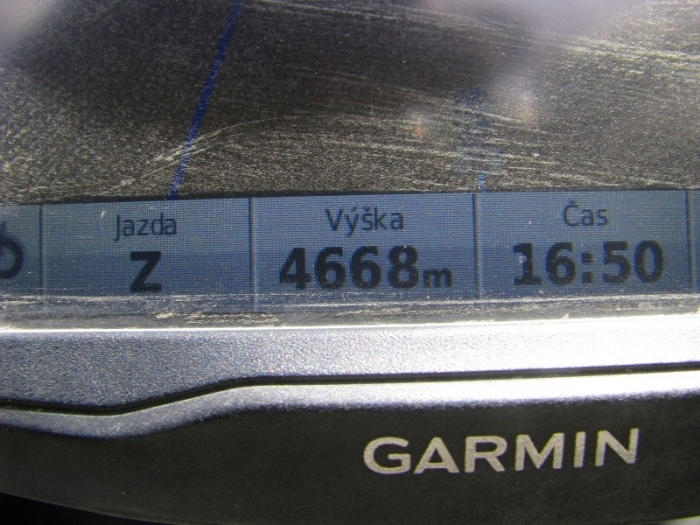 Jazda Výška Čas
Z 4668m 16:50
GARMIN